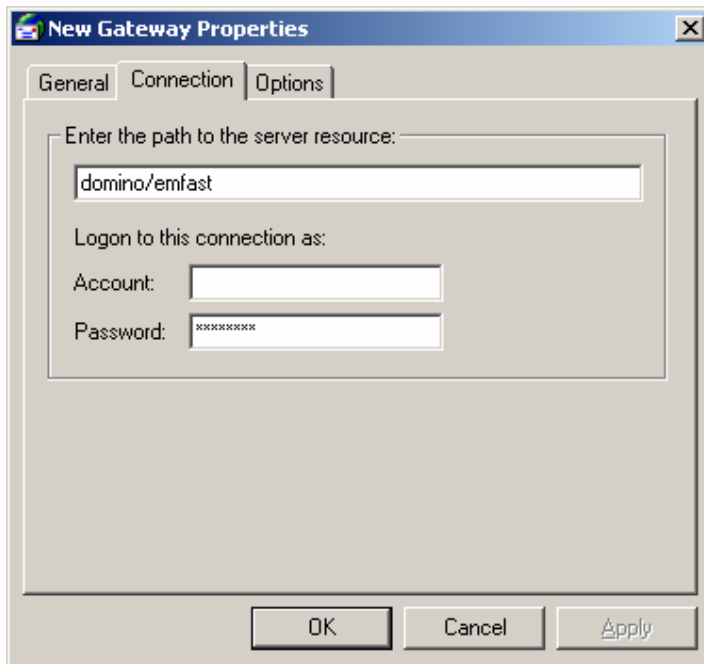 New Gateway Properties
General Connection Options
Enter the path to the server resource:
domino/emfast
Logon to this connection as:
Account:
Password: ********
OK Cancel Apply